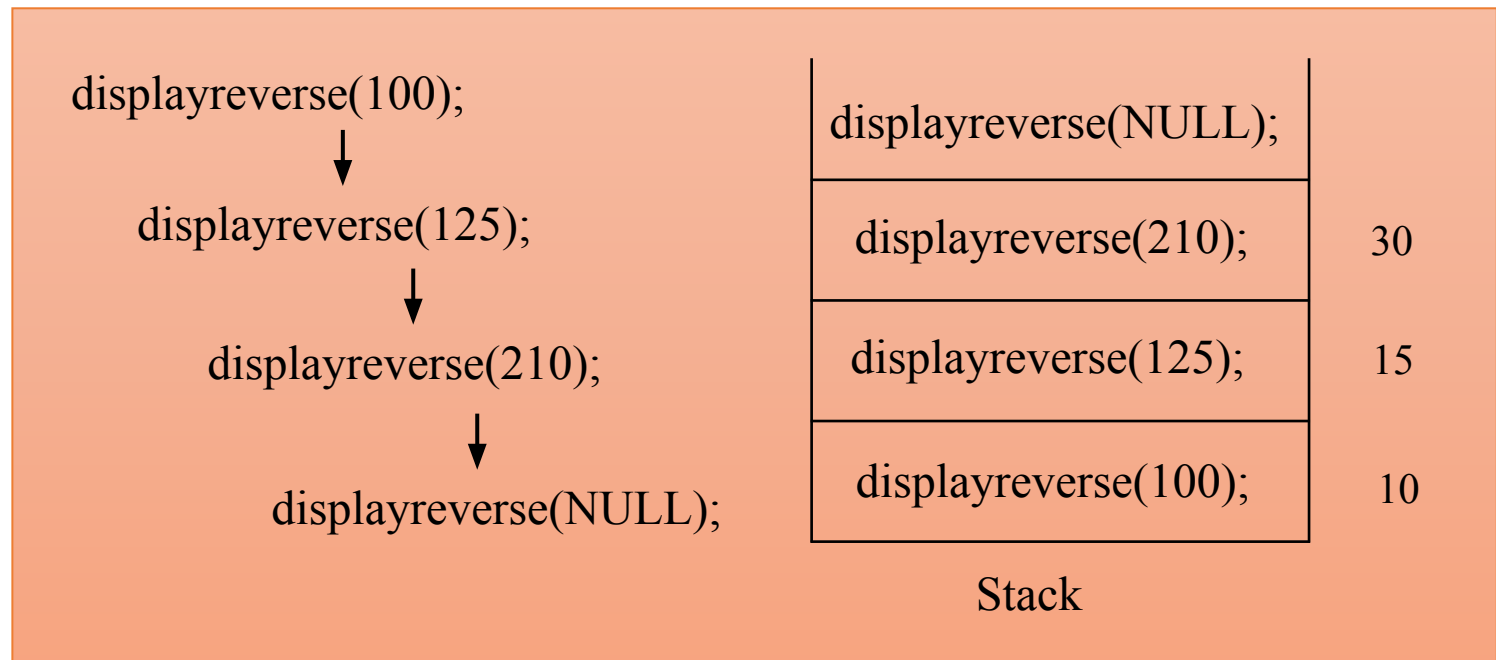 displayreverse(100);
displayreverse(125);
displayreverse(210);
displayreverse(NULL);
displayreverse(NULL);
displayreverse(210); 30
displayreverse(125); 15
displayreverse(100); 10
Stack